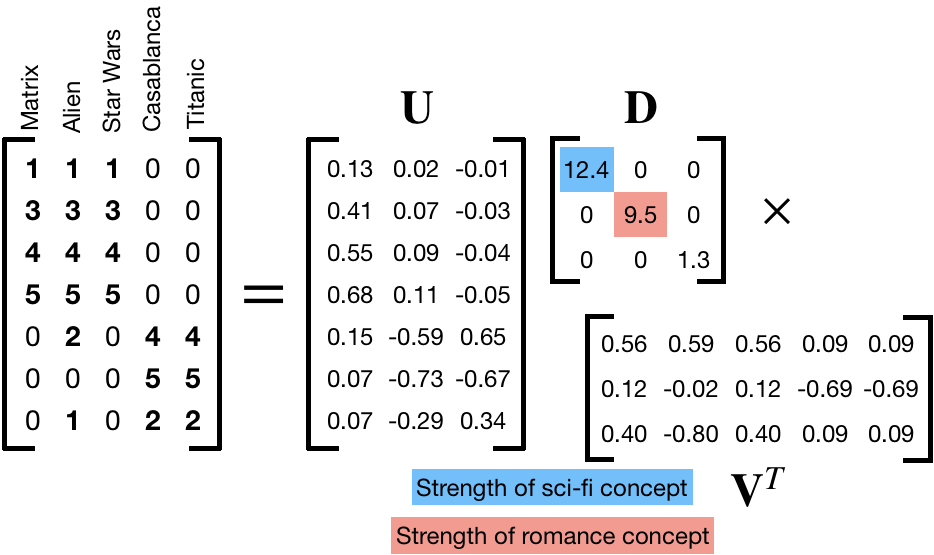 Matrix
Alien
Star Wars
Casablanca
Titanic
1 1 1 0 0
3 3 3 0 0
4 4 4 0 0
5 5 5 0 0
0 2 0 4 4
0 0 0 5 5
0 1 0 2 2
=
U
0.13 0.02 -0.01
0.41 0.07 -0.03
0.55 0.09 -0.04
0.68 0.11 -0.05
0.15 -0.59 0.65
0.07 -0.73 -0.67
0.07 -0.29 0.34
D
12.4 0 0
0 9.5 0
0 0 1.3
×
0.56 0.59 0.56 0.09 0.09
0.12 -0.02 0.12 -0.69 -0.69
0.40 -0.80 0.40 0.09 0.09
V^T
Strength of sci-fi concept
Strength of romance concept